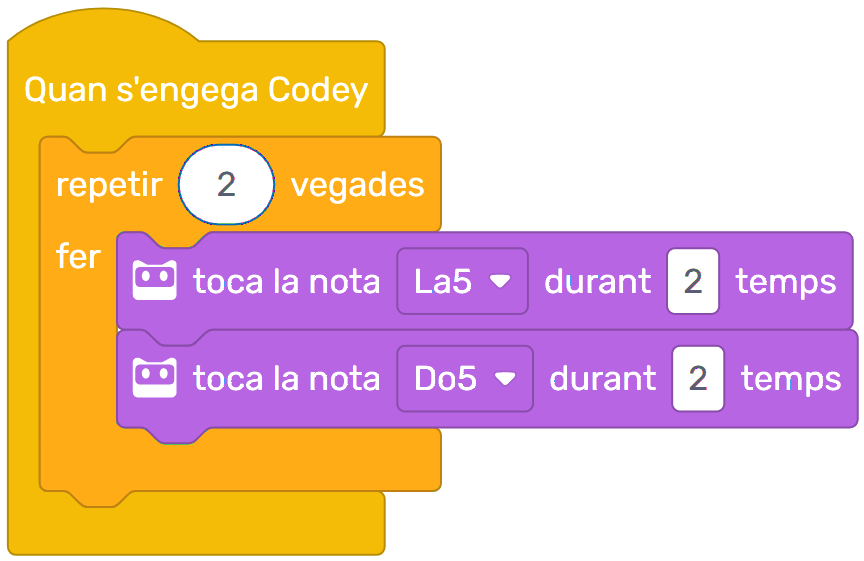 Quan s'engega Codey
repetir 2 vegades
fer
toca la nota La5 durant 2 temps
toca la nota Do5 durant 2 temps